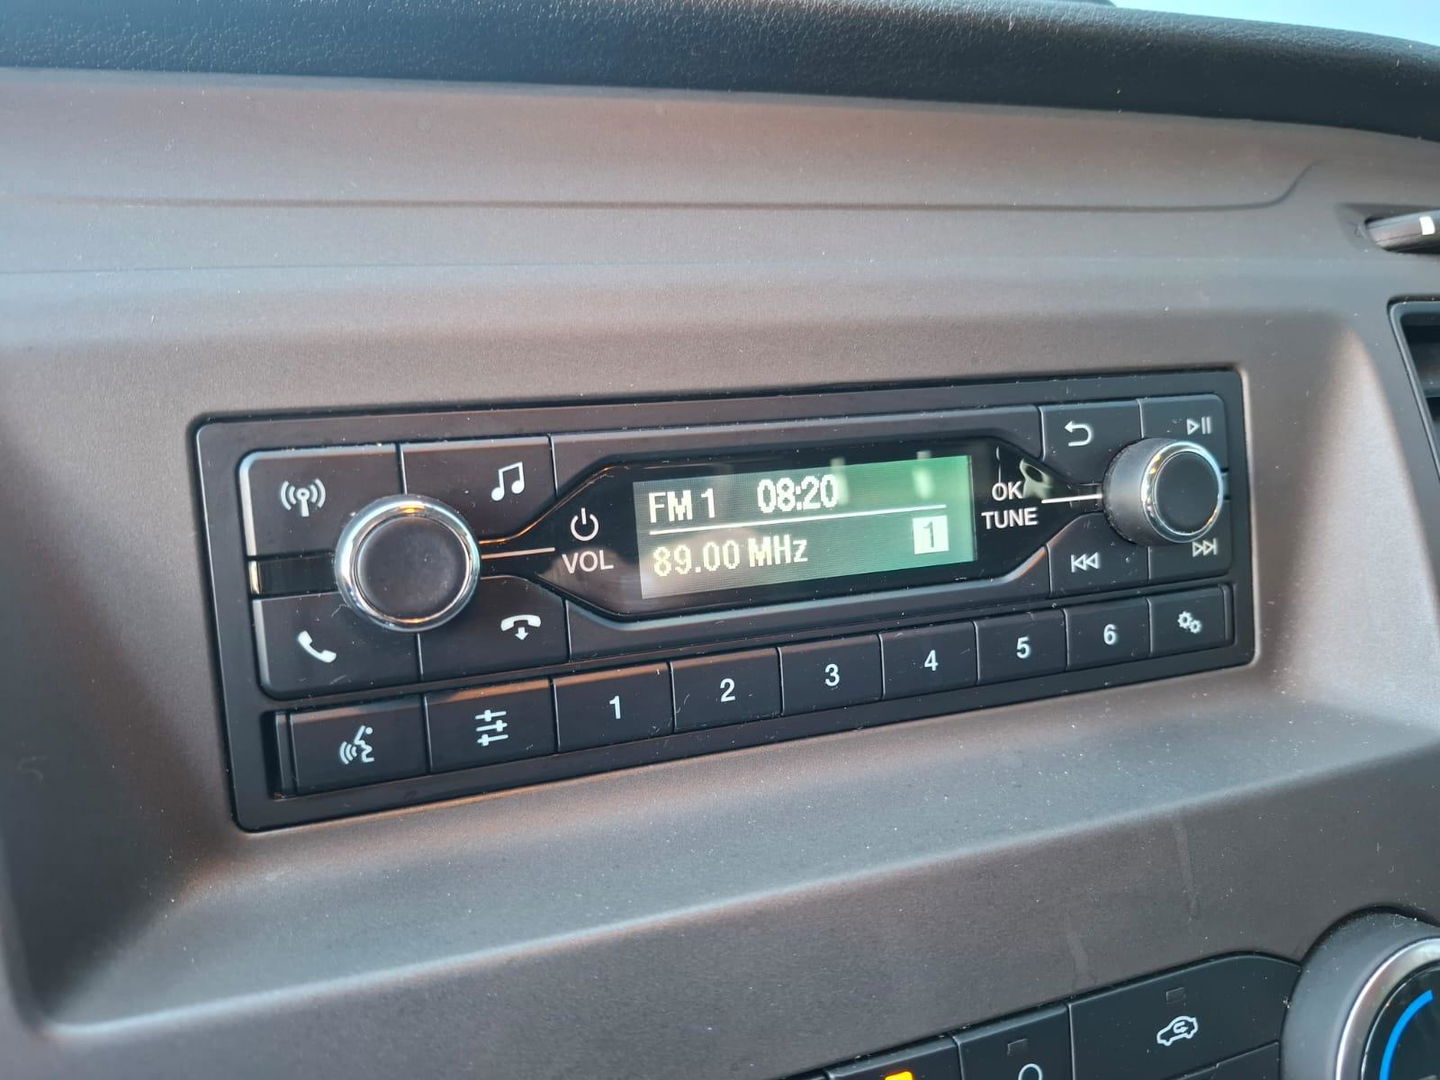 FM 1 08:20
89.00 MHz 1
VOL
OK
TUNE
1 2 3 4 5 6